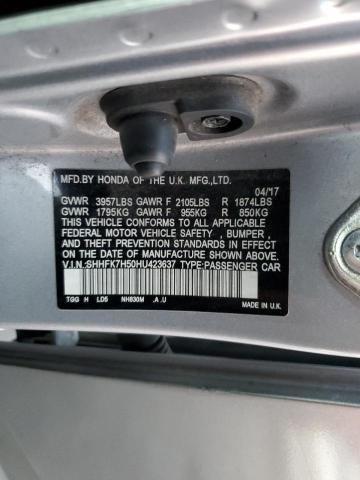 MFD.BY HONDA OF THE U.K. MFG.,LTD.
04/17
GVWR 3957LBS GAWR F 2105LBS R 1874LBS
GVWR 1795KG GAWR F 955KG R 850KG
THIS VEHICLE CONFORMS TO ALL APPLICABLE
FEDERAL MOTOR VEHICLE SAFETY , BUMPER ,
AND THEFT PREVENTION STANDARDS IN EFFECT
ON THE DATE OF MANUFACTURE SHOWN ABOVE.
V.I.N.:SHHFK7H50HU423637 TYPE:PASSENGER CAR
TGG H LD5 NH830M .A .U
MADE IN U.K.